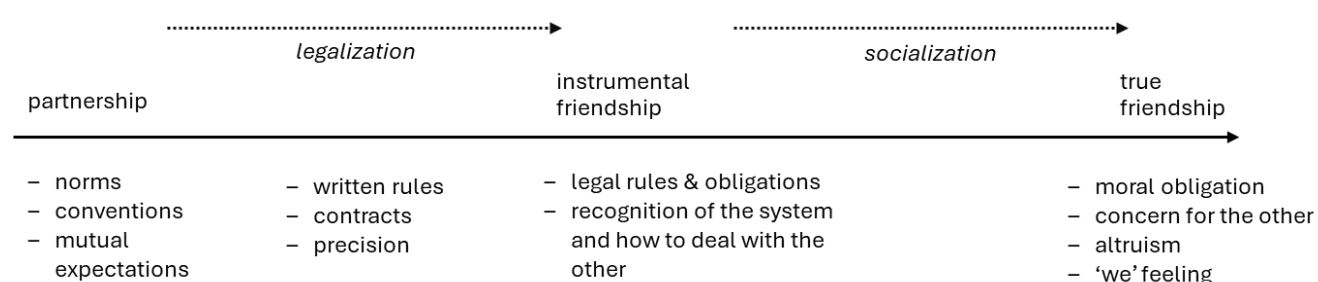 legalization
socialization
partnership
instrumental
friendship
true
friendship
– norms
– conventions
– mutual
expectations
– written rules
– contracts
– precision
– legal rules & obligations
– recognition of the system
and how to deal with the
other
– moral obligation
– concern for the other
– altruism
– ‘we’ feeling